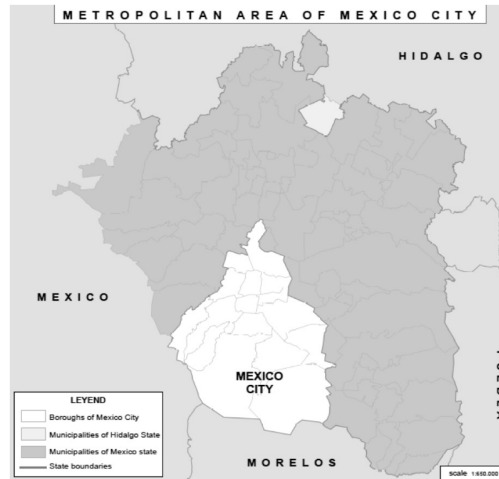 METROPOLITAN AREA OF MEXICO CITY
HIDALGO
MEXICO
MEXICO
CITY
LEYEND
Boroughs of Mexico City
Municipalities of Hidalgo State
Municipalities of Mexico state
State boundaries
MORELOS
scale 1:650.000